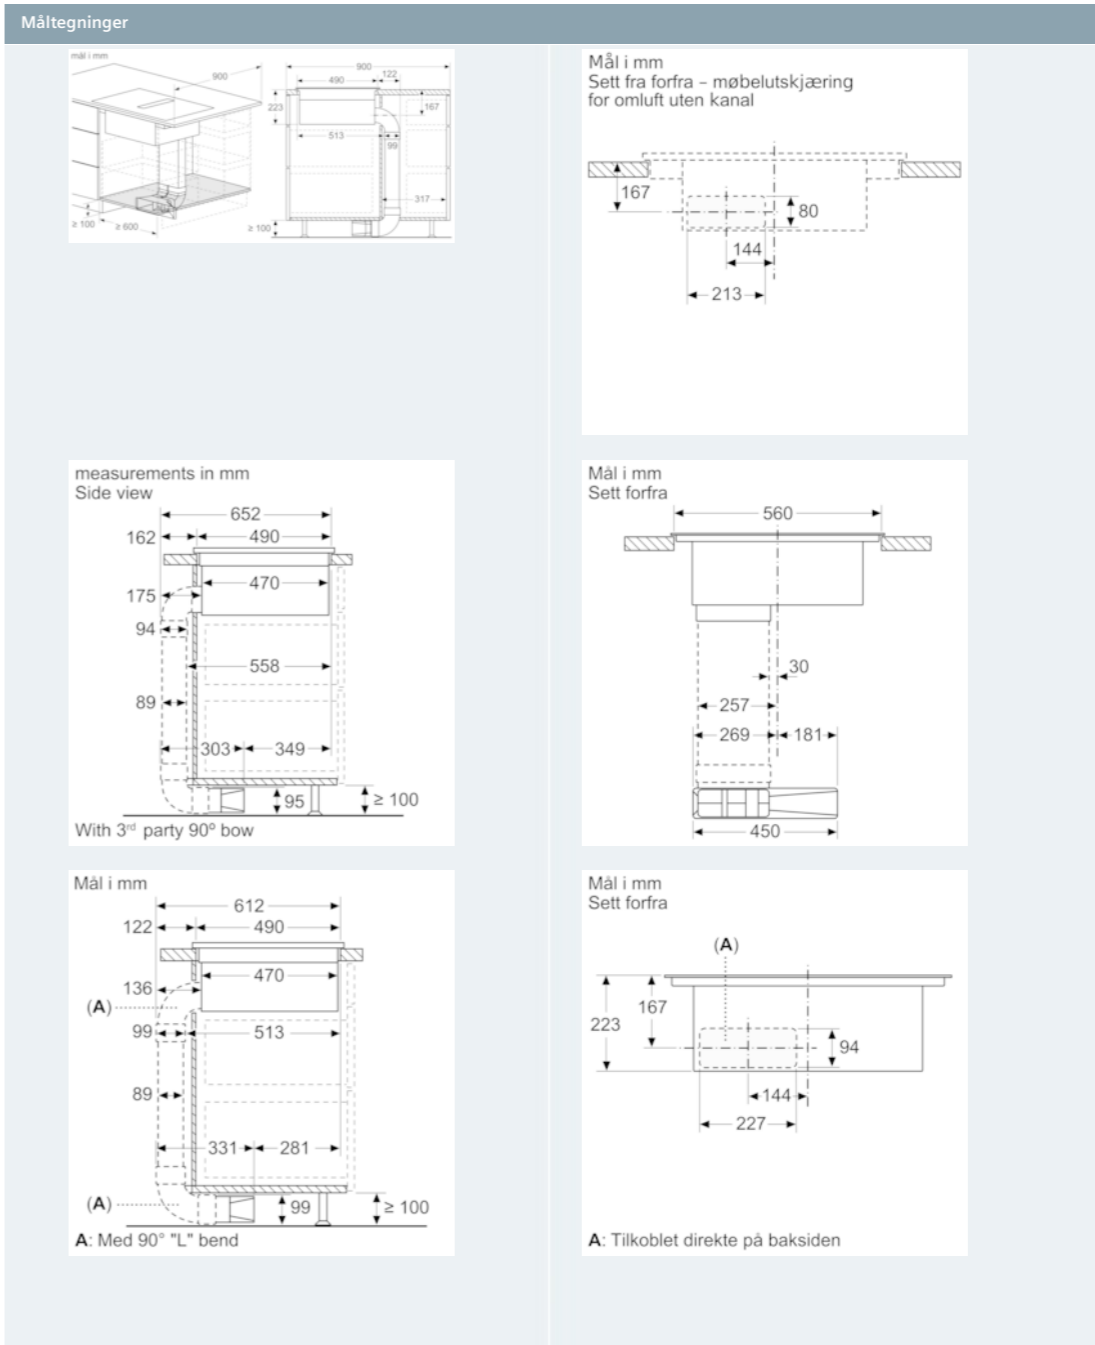 Måltegninger
mål i mm
900
900
490
122
223
167
513
99
317
≥ 100
≥ 600
≥ 100
Mål i mm
Sett fra forfra – møbelutskjæring
for omluft uten kanal
167
80
144
213
measurements in mm
Side view
652
162
490
470
175
94
558
89
303
349
95
≥ 100
With 3rd party 90º bow
Mål i mm
Sett forfra
560
30
257
269
181
450
Mål i mm
612
122
490
470
136
(A)
99
513
89
331
281
(A)
99
≥ 100
A: Med 90° "L" bend
Mål i mm
Sett forfra
(A)
167
223
94
144
227
A: Tilkoblet direkte på baksiden